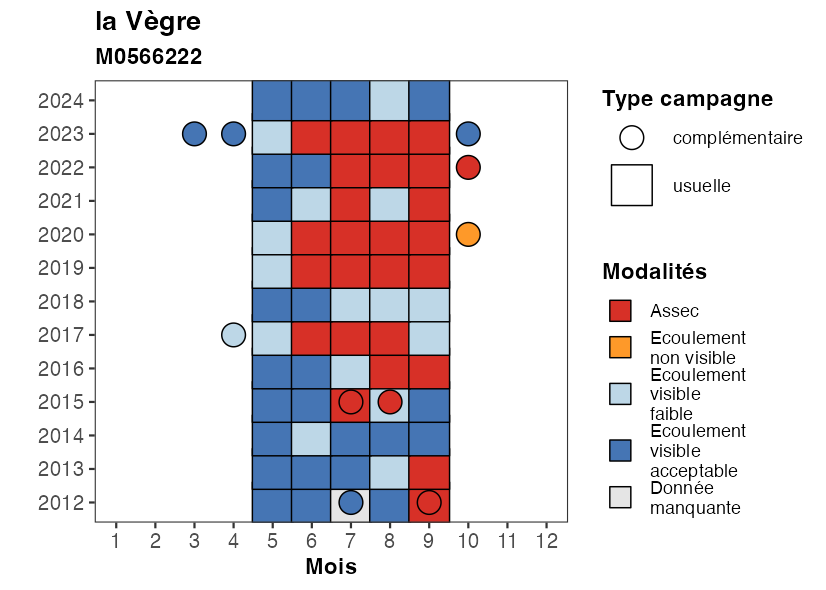 la Vègre
M0566222
2024
2023
2022
2021
2020
2019
2018
2017
2016
2015
2014
2013
2012
1 2 3 4 5 6 7 8 9 10 11 12
Mois
Type campagne
complémentaire
usuelle
Modalités
Assec
Ecoulement
non visible
Ecoulement
visible
faible
Ecoulement
visible
acceptable
Donnée
manquante